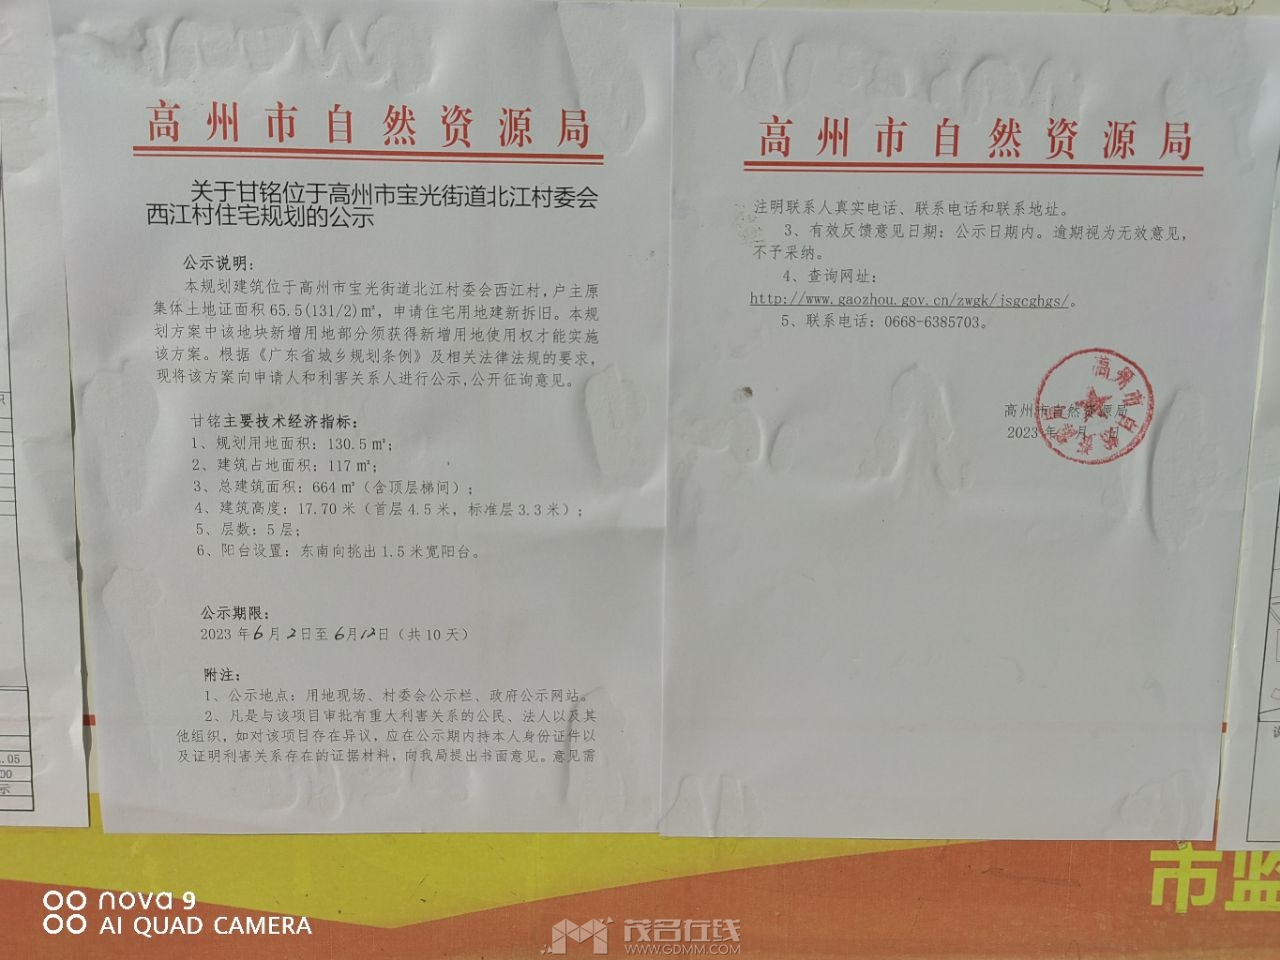 高州市自然资源局
关于甘铭位于高州市宝光街道北江村委会
西江村住宅规划的公示
公示说明：
本规划建筑位于高州市宝光街道北江村委会西江村，户主原
集体土地证面积 65.5(131/2)㎡，申请住宅用地建新拆旧。本规
划方案中该地块新增用地部分须获得新增用地使用权才能实施
该方案。根据《广东省城乡规划条例》及相关法律法规的要求，
现将该方案向申请人和利害关系人进行公示，公开征询意见。
甘铭主要技术经济指标：
1、规划用地面积：130.5㎡；
2、建筑占地面积：117㎡；
3、总建筑面积：664㎡（含顶层梯间）；
4、建筑高度：17.70 米（首层 4.5 米，标准层 3.3 米）；
5、层数：5 层；
6、阳台设置：东南向挑出 1.5 米宽阳台。
公示期限：
2023 年 6 月 2 日至 6 月 12 日（共 10 天）
附注：
1、公示地点：用地现场、村委会公示栏、政府公示网站。
2、凡是与该项目审批有重大利害关系的公民、法人以及其
他组织，如对该项目存在异议，应在公示期内持本人身份证件以
及证明利害关系存在的证据材料，向我局提出书面意见。意见需
高州市自然资源局
注明联系人真实电话、联系电话和联系地址。
3、有效反馈意见日期：公示日期内。逾期视为无效意见，
不予采纳。
4、查询网址：
http://www.gaozhou.gov.cn/zwgk/jsgcghgs/。
5、联系电话：0668-6385703。
高州市自然资源局
2023 年 月 日
高州市自然资源局
.05
00
示
市监
nova 9
AI QUAD CAMERA
茂名在线
WWW.GDMM.COM